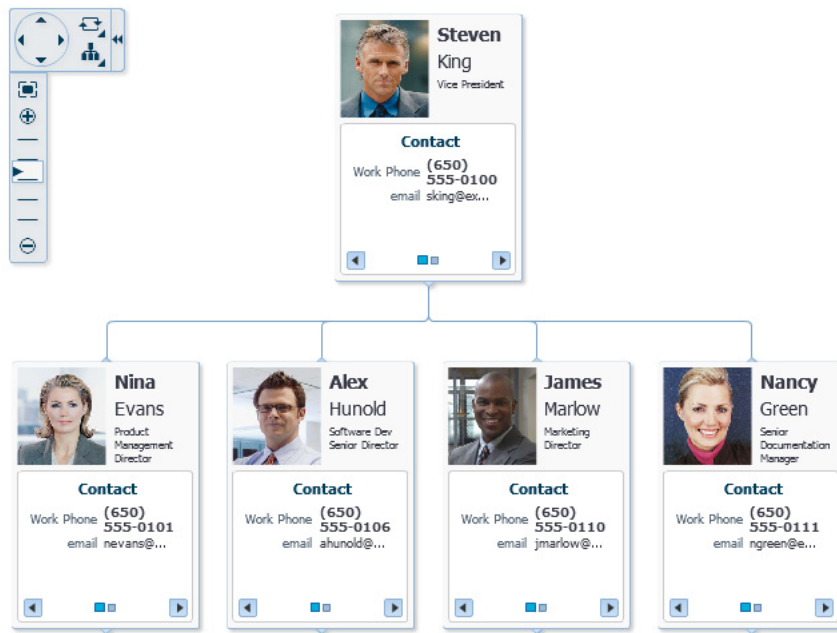 Steven
King
Vice President
Contact
Work Phone (650)
555-0100
email sking@ex...
Nina
Evans
Product
Management
Director
Contact
Work Phone (650)
555-0101
email nevans@...
Alex
Hunold
Software Dev
Senior Director
Contact
Work Phone (650)
555-0106
email ahunold@...
James
Marlow
Marketing
Director
Contact
Work Phone (650)
555-0110
email jmarlow@...
Nancy
Green
Senior
Documentation
Manager
Contact
Work Phone (650)
555-0111
email ngreen@e...